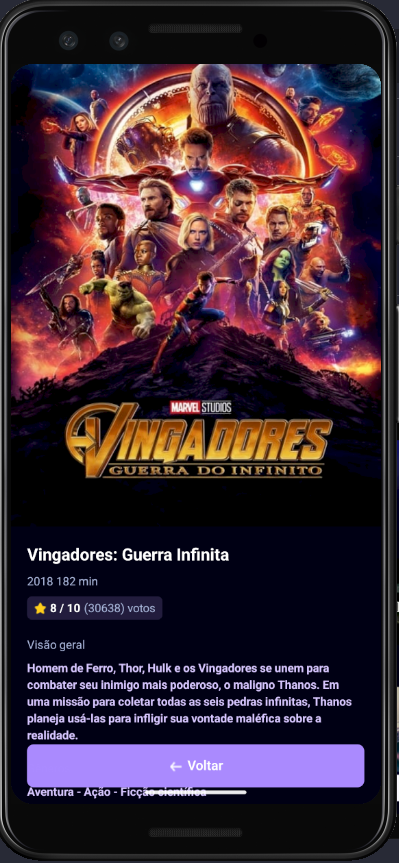 MARVEL STUDIOS
VINGADORES
GUERRA DO INFINITO
Vingadores: Guerra Infinita
2018 182 min
8 / 10 (30638) votos
Visão geral
Homem de Ferro, Thor, Hulk e os Vingadores se unem para
combater seu inimigo mais poderoso, o maligno Thanos. Em
uma missão para coletar todas as seis pedras infinitas, Thanos
planeja usá-las para infligir sua vontade maléfica sobre a
realidade.
← Voltar
Aventura - Ação - Ficção científica